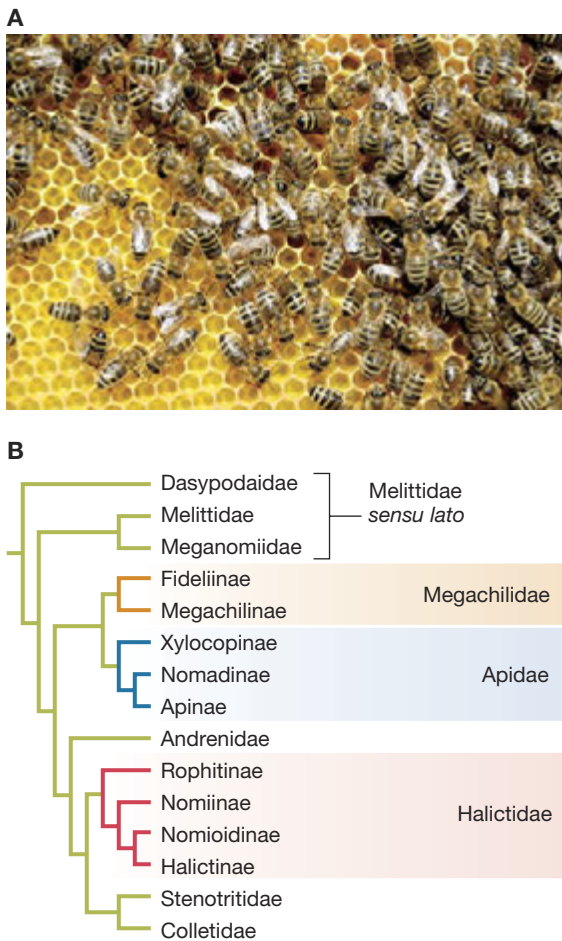 A
B
Dasypodaidae
Melittidae
Meganomiidae
Melittidae
sensu lato
Fideliinae
Megachilinae
Megachilidae
Xylocopinae
Nomadinae
Apinae
Apidae
Andrenidae
Rophitinae
Nomiinae
Nomioidinae
Halictinae
Halictidae
Stenotritidae
Colletidae